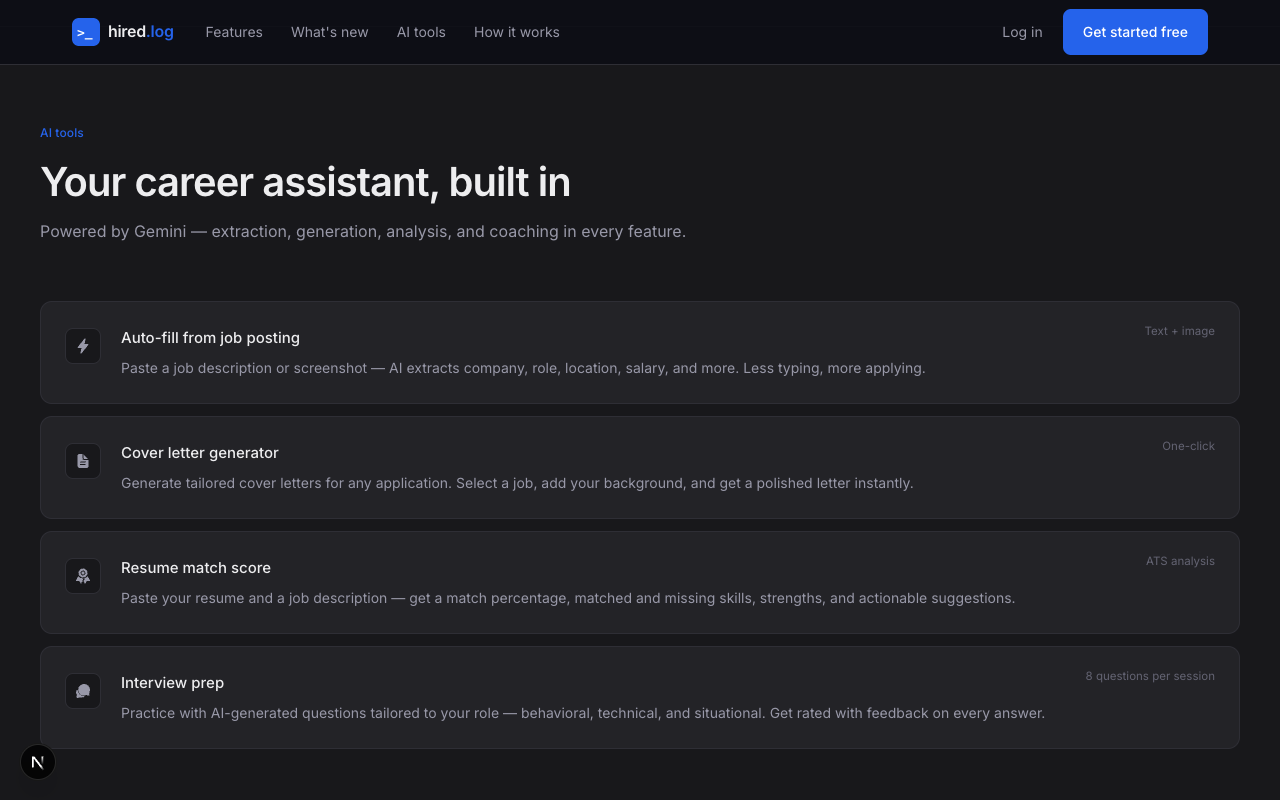 >_ hired.log Features What's new AI tools How it works Log in Get started free
AI tools
Your career assistant, built in
Powered by Gemini — extraction, generation, analysis, and coaching in every feature.
Auto-fill from job posting
Text + image
Paste a job description or screenshot — AI extracts company, role, location, salary, and more. Less typing, more applying.
Cover letter generator
One-click
Generate tailored cover letters for any application. Select a job, add your background, and get a polished letter instantly.
Resume match score
ATS analysis
Paste your resume and a job description — get a match percentage, matched and missing skills, strengths, and actionable suggestions.
Interview prep
8 questions per session
Practice with AI-generated questions tailored to your role — behavioral, technical, and situational. Get rated with feedback on every answer.
N